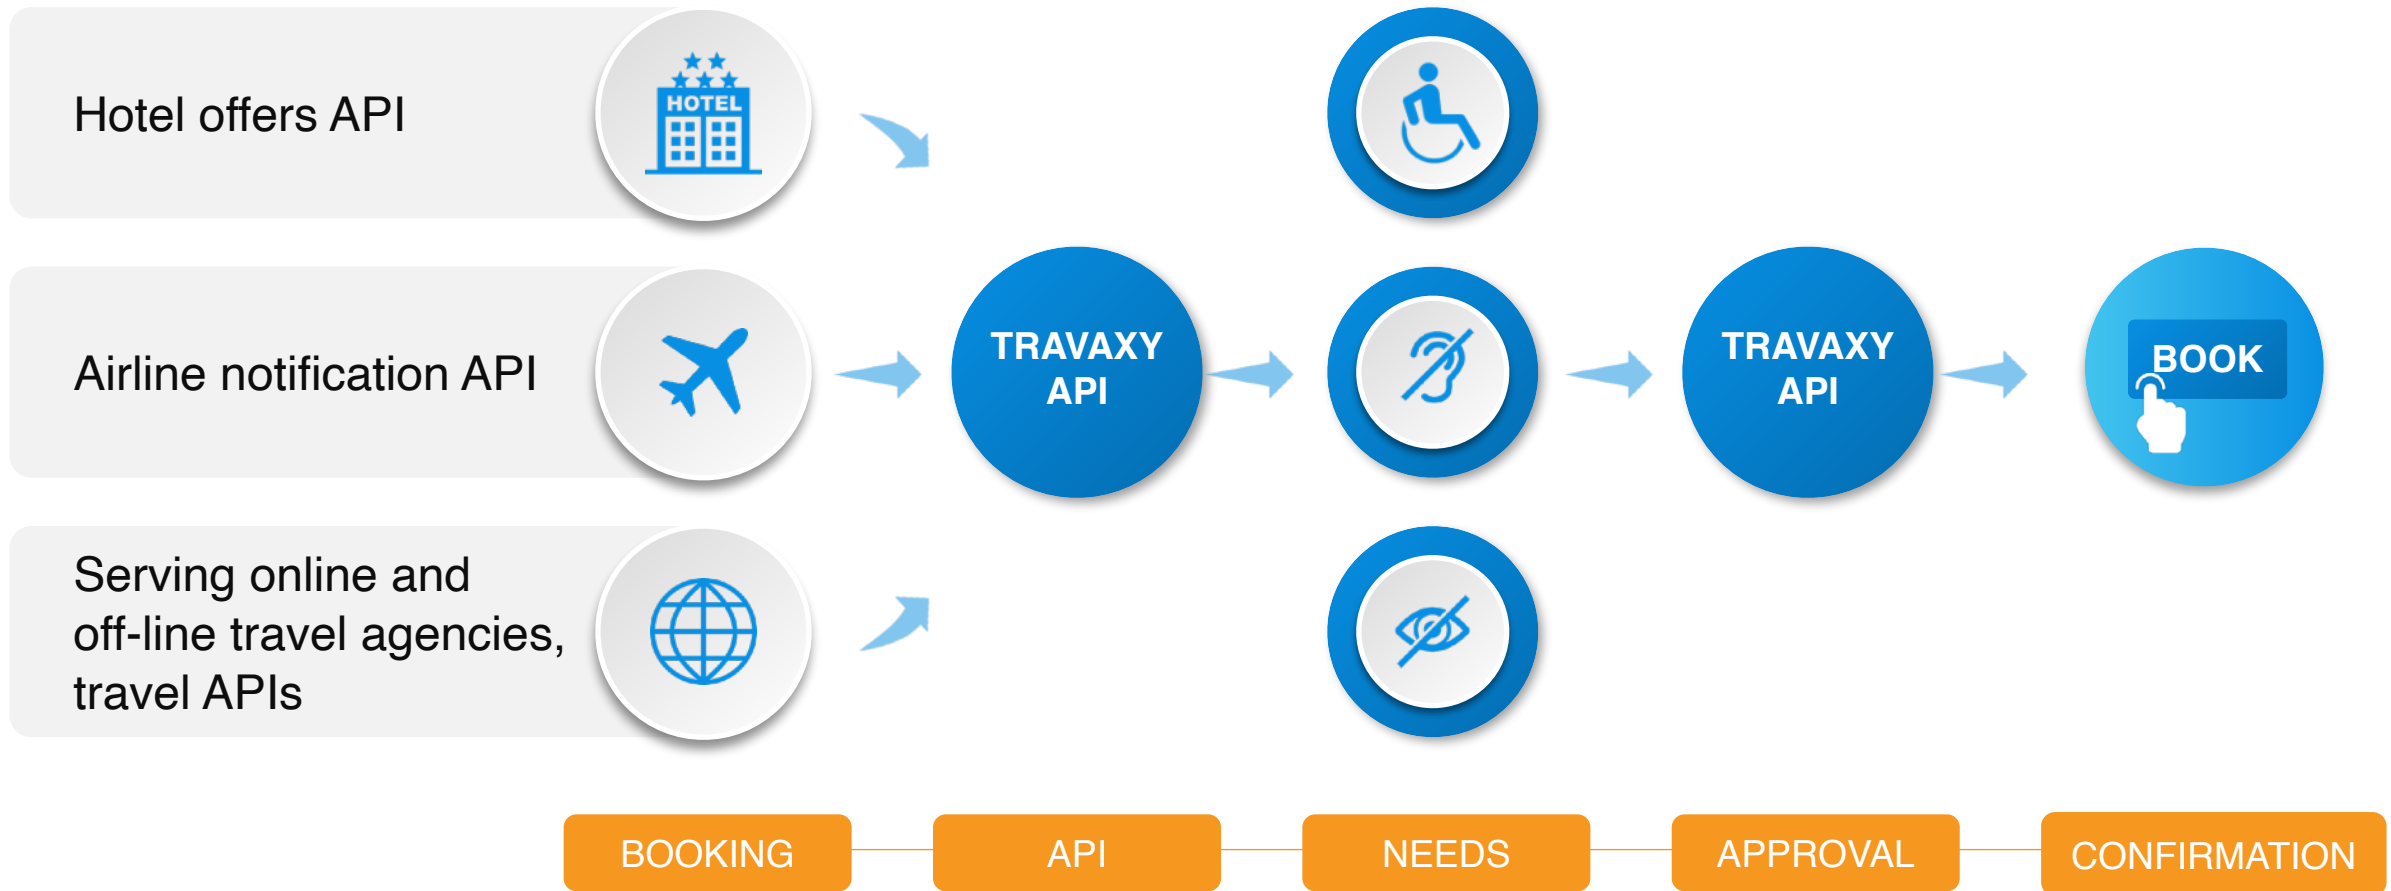 Hotel offers API
HOTEL
Airline notification API
TRAVAXY
API
TRAVAXY
API
BOOK
Serving online and
off-line travel agencies,
travel APIs
BOOKING
API
NEEDS
APPROVAL
CONFIRMATION